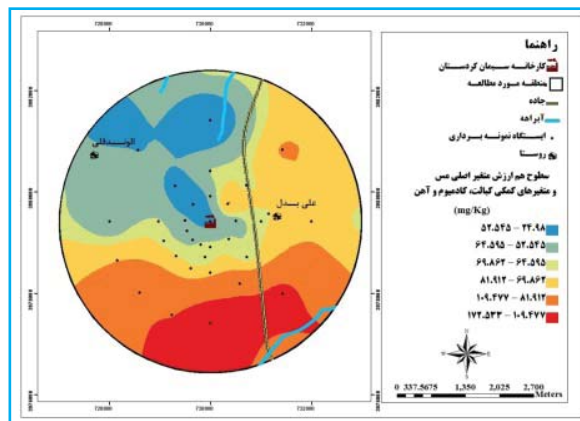 راهنما
کارخانه سیمان کردستان
منطقه مورد مطالعه
جاده
آبراهه
ایستگاه نمونه برداری
روستا
سطوح هم ارزش متغیر اصلی مس
و متغیرهای کمکی کبالت، کادمیوم و آهن
(mg/Kg)
۵۲.۵۴۵ – ۲۴.۹۸
۶۴.۵۹۵ – ۵۲.۵۴۵
۶۹.۸۶۲ – ۶۴.۵۹۵
۸۱.۹۱۲ – ۶۹.۸۶۲
۱۰۹.۴۷۷ – ۸۱.۹۱۲
۱۷۲.۵۳۳ – ۱۰۹.۴۷۷
N
0 337.5675 1,350 2,025 2,700
Meters
علی بدل